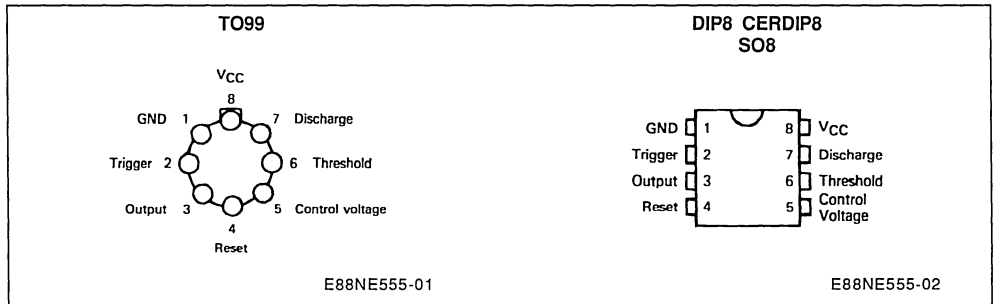 TO99
VCC
8
GND 1
7 Discharge
Trigger 2
6 Threshold
Output 3
5 Control voltage
4
Reset
E88NE555-01
DIP8 CERDIP8
SO8
GND 1
8 VCC
Trigger 2
7 Discharge
Output 3
6 Threshold
Reset 4
5 Control
Voltage
E88NE555-02